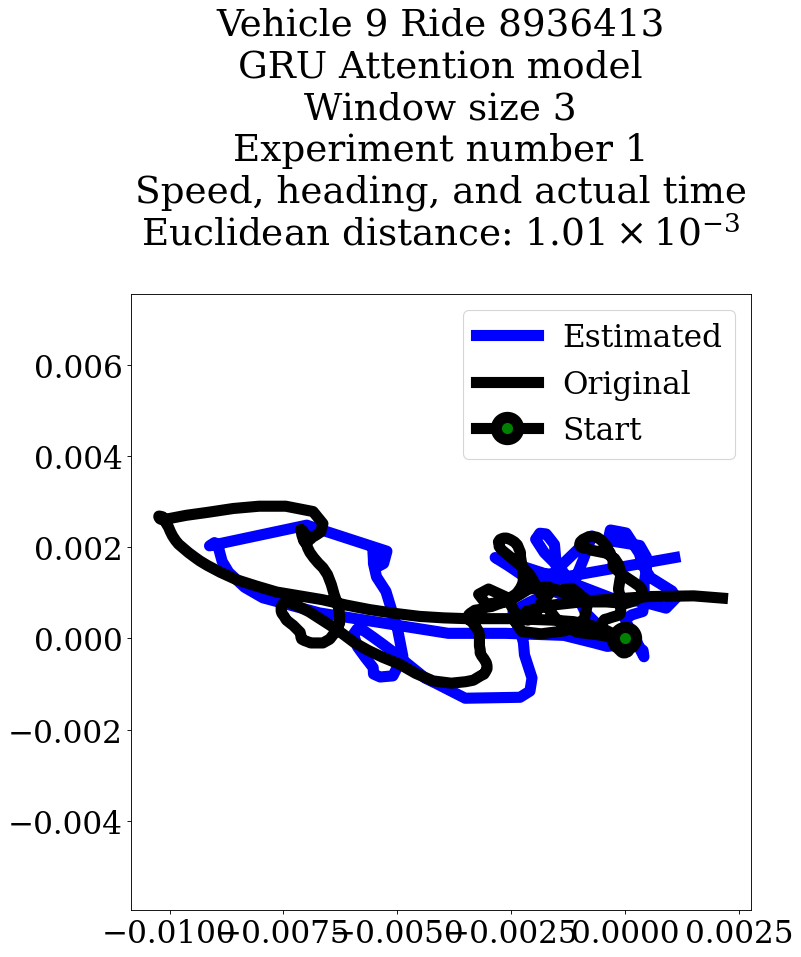 Vehicle 9 Ride 8936413
GRU Attention model
Window size 3
Experiment number 1
Speed, heading, and actual time
Euclidean distance: 1.01 × 10⁻³
Estimated
Original
Start
0.006
0.004
0.002
0.000
−0.002
−0.004
−0.0100 −0.0075 −0.0050 −0.0025 0.0000 0.0025